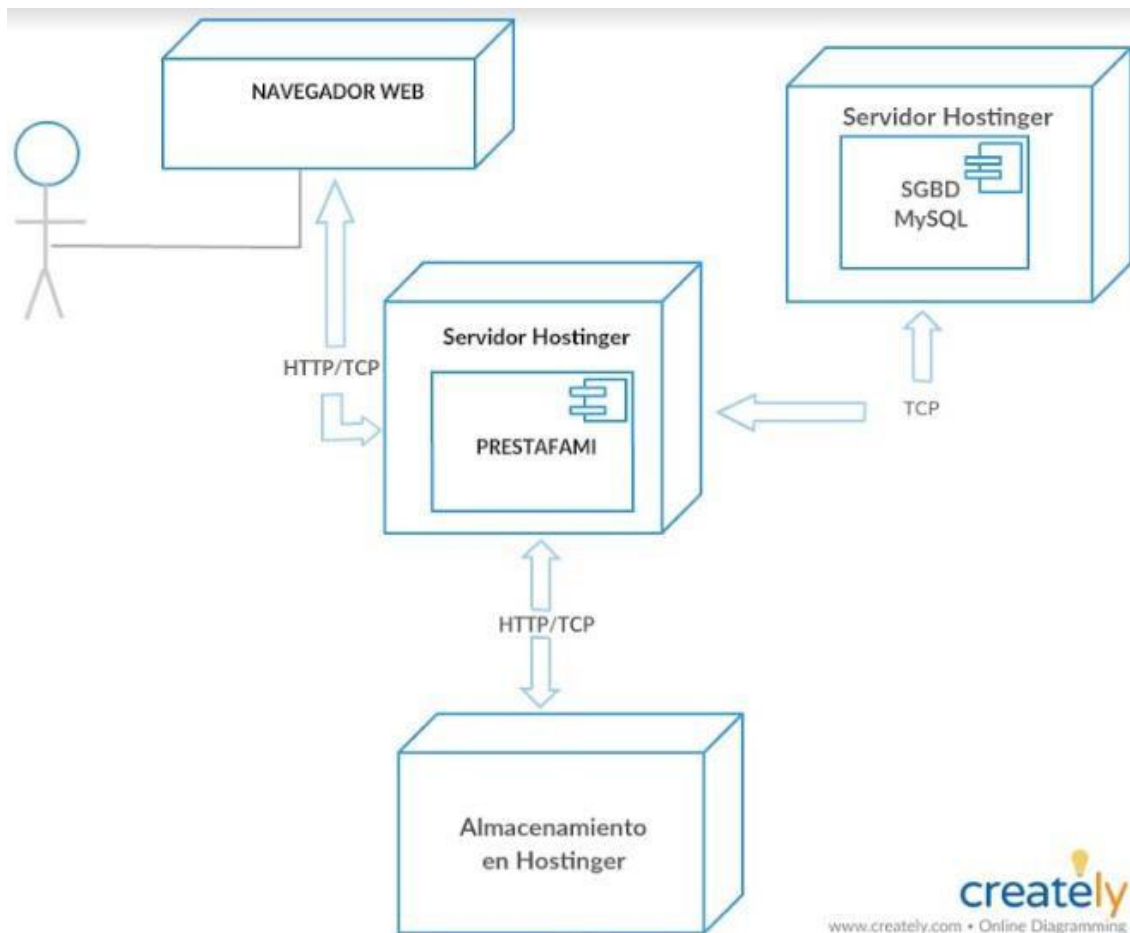 NAVEGADOR WEB
Servidor Hostinger
SGBD
MySQL
Servidor Hostinger
HTTP/TCP
PRESTAFAMI
TCP
HTTP/TCP
Almacenamiento
en Hostinger
creately
www.creately.com • Online Diagramming